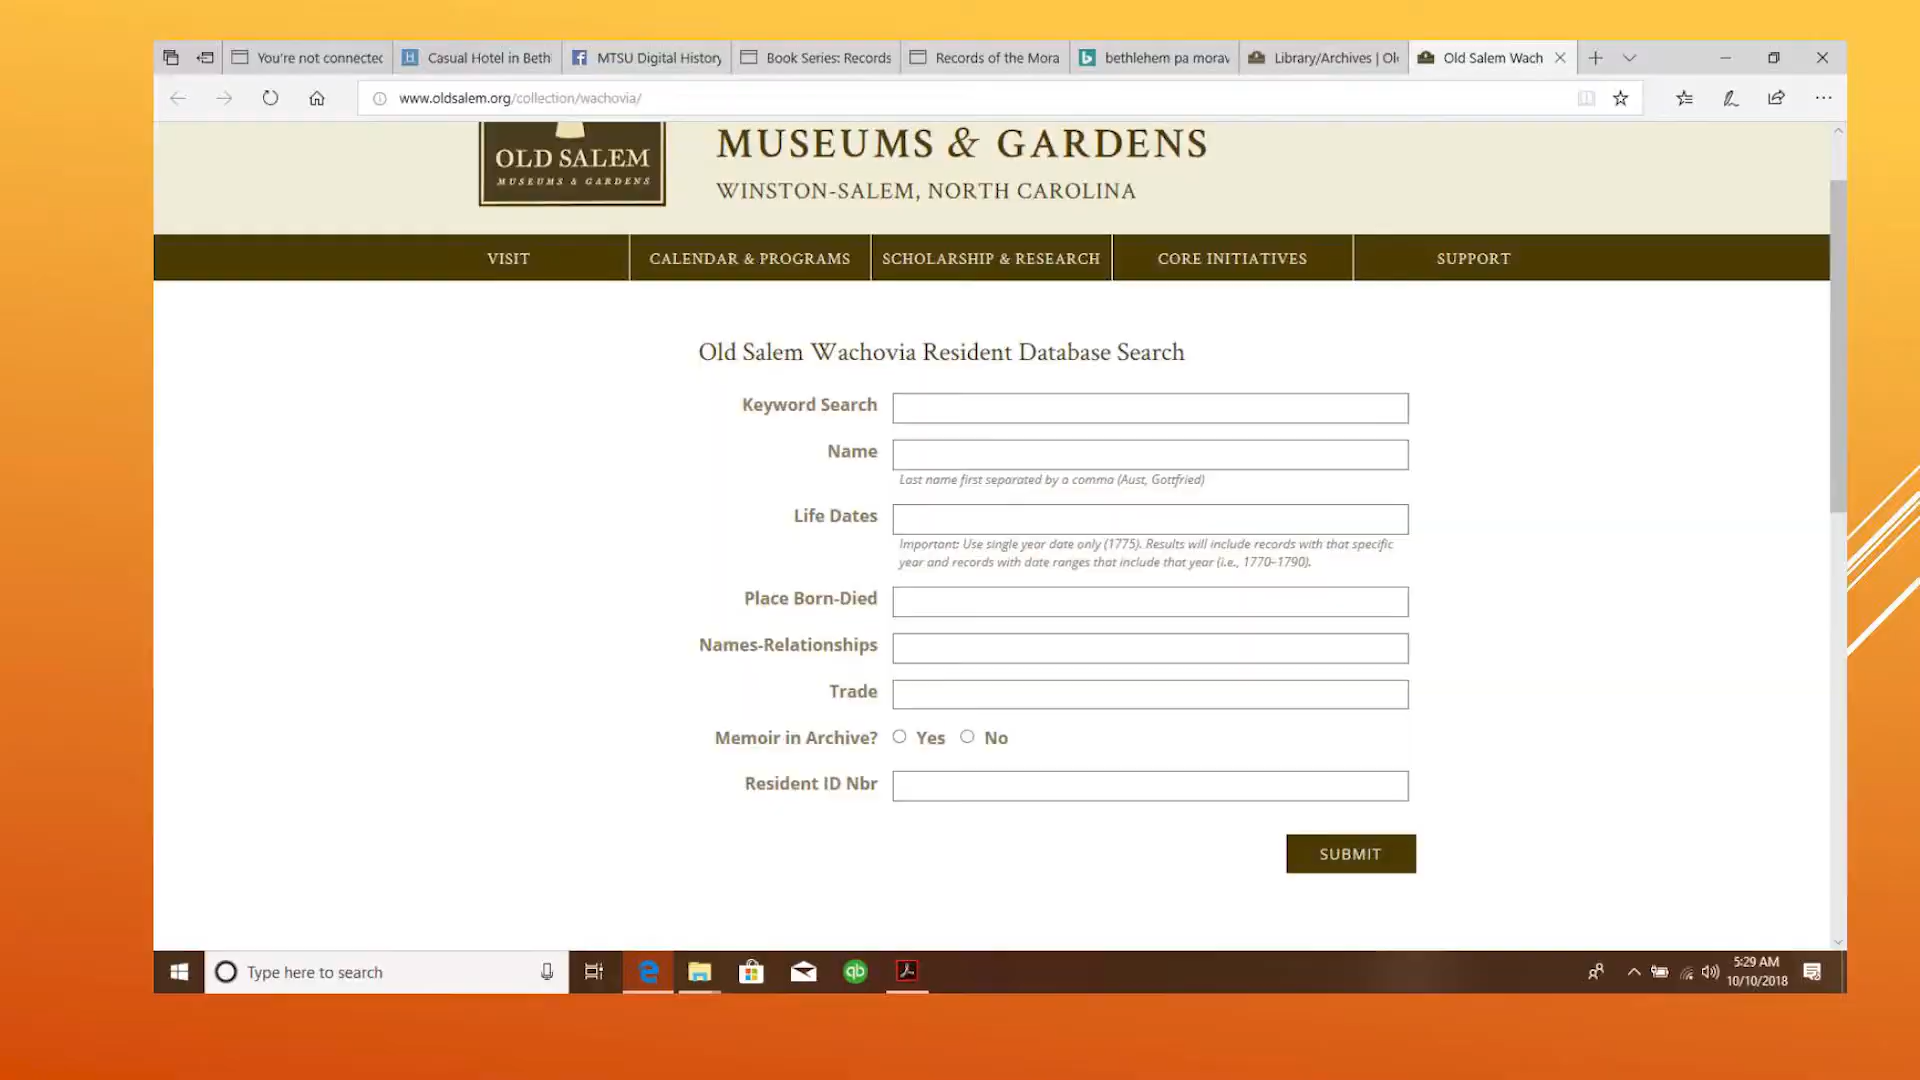 You're not connectec
Casual Hotel in Beth
MTSU Digital History
Book Series: Records
Records of the Mora
bethlehem pa morav
Library/Archives | Ol
Old Salem Wach
www.oldsalem.org/collection/wachovia/
OLD SALEM
MUSEUMS & GARDENS
MUSEUMS & GARDENS
WINSTON-SALEM, NORTH CAROLINA
VISIT
CALENDAR & PROGRAMS
SCHOLARSHIP & RESEARCH
CORE INITIATIVES
SUPPORT
Old Salem Wachovia Resident Database Search
Keyword Search
Name
Last name first separated by a comma (Aust, Gottfried)
Life Dates
Important: Use single year date only (1775). Results will include records with that specific
year and records with date ranges that include that year (i.e., 1770–1790).
Place Born-Died
Names-Relationships
Trade
Memoir in Archive? Yes No
Resident ID Nbr
SUBMIT
Type here to search
qb
5:29 AM
10/10/2018